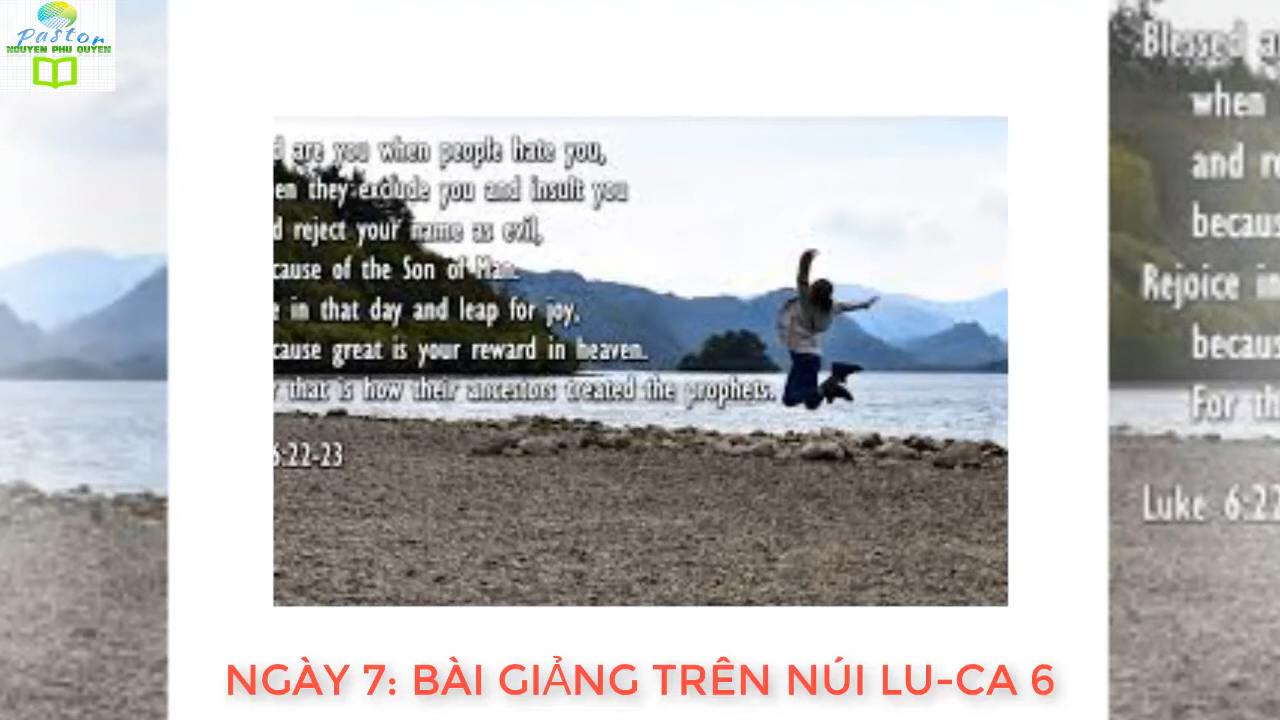 Pastor
NGUYEN PHU QUYEN
are you when people hate you,
they exclude you and insult you
reject your name as evil,
cause of the Son of Man.
in that day and leap for joy,
cause great is your reward in heaven.
that is how their ancestors treated the prophets.
6:22-23
Blessed
when
and
becaus
Rejoice in
becaus
For th
Luke 6:22
NGÀY 7: BÀI GIẢNG TRÊN NÚI LU-CA 6